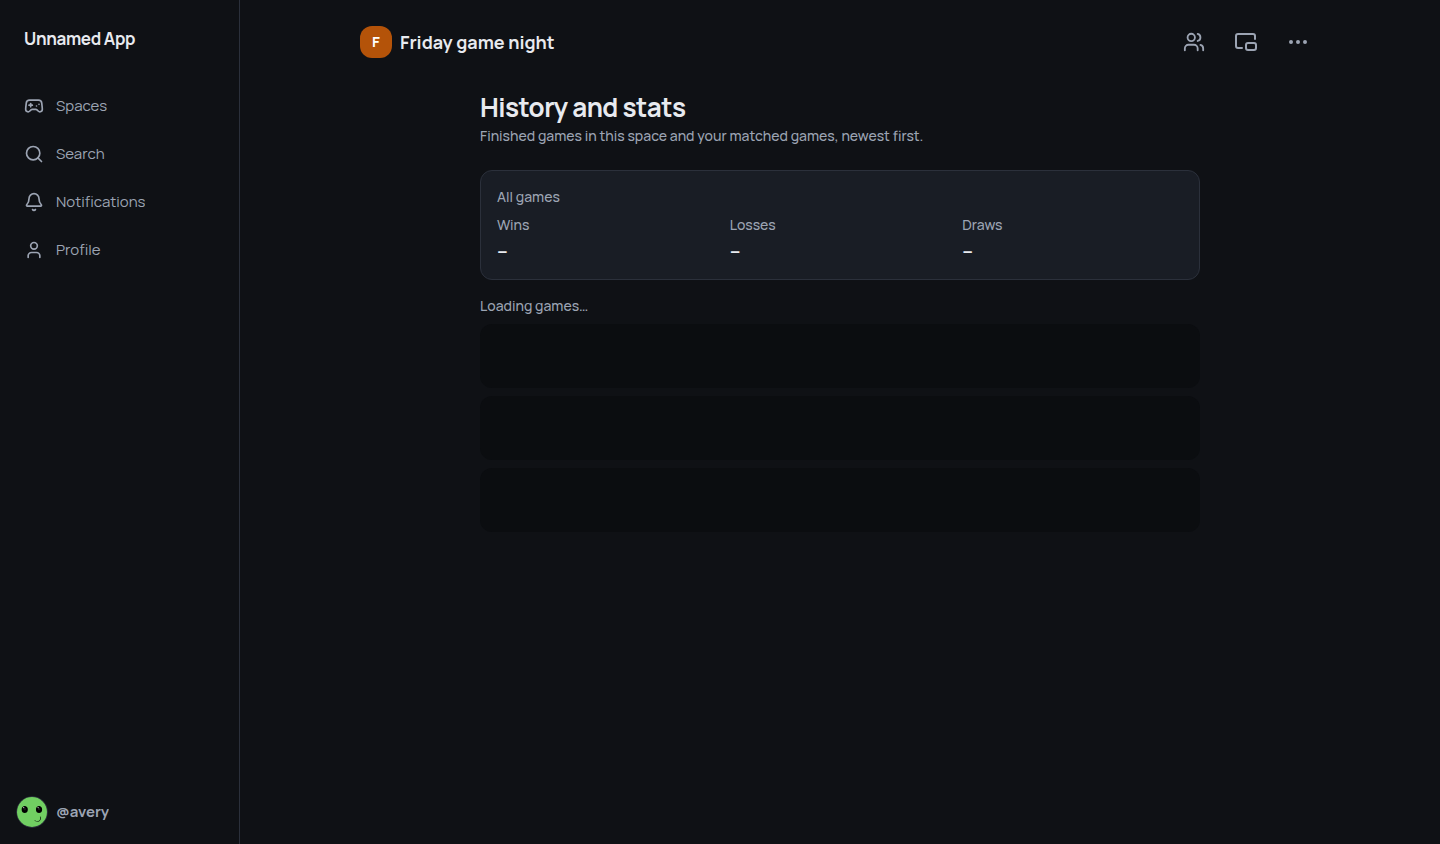 Unnamed App
Spaces
Search
Notifications
Profile
@avery
F
Friday game night
History and stats
Finished games in this space and your matched games, newest first.
All games
Wins
Losses
Draws
–
–
–
Loading games…